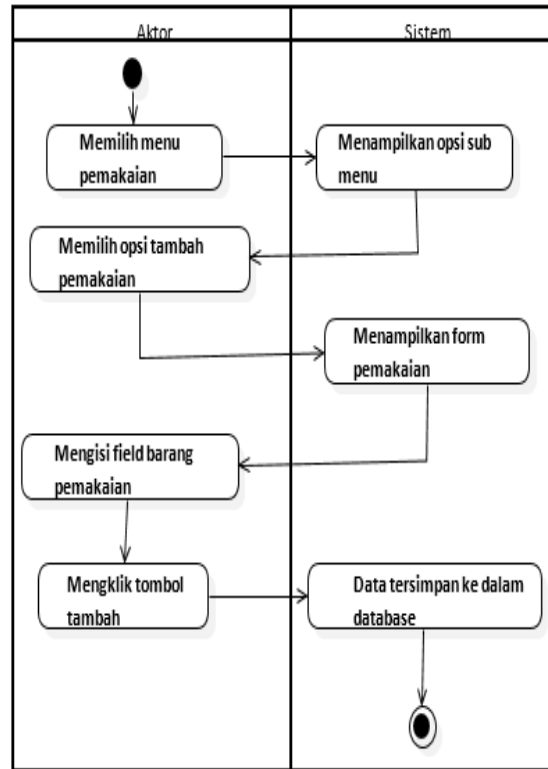 Aktor
Sistem
Memilih menu
pemakaian
Menampilkan opsi sub
menu
Memilih opsi tambah
pemakaian
Menampilkan form
pemakaian
Mengisi field barang
pemakaian
Mengklik tombol
tambah
Data tersimpan ke dalam
database